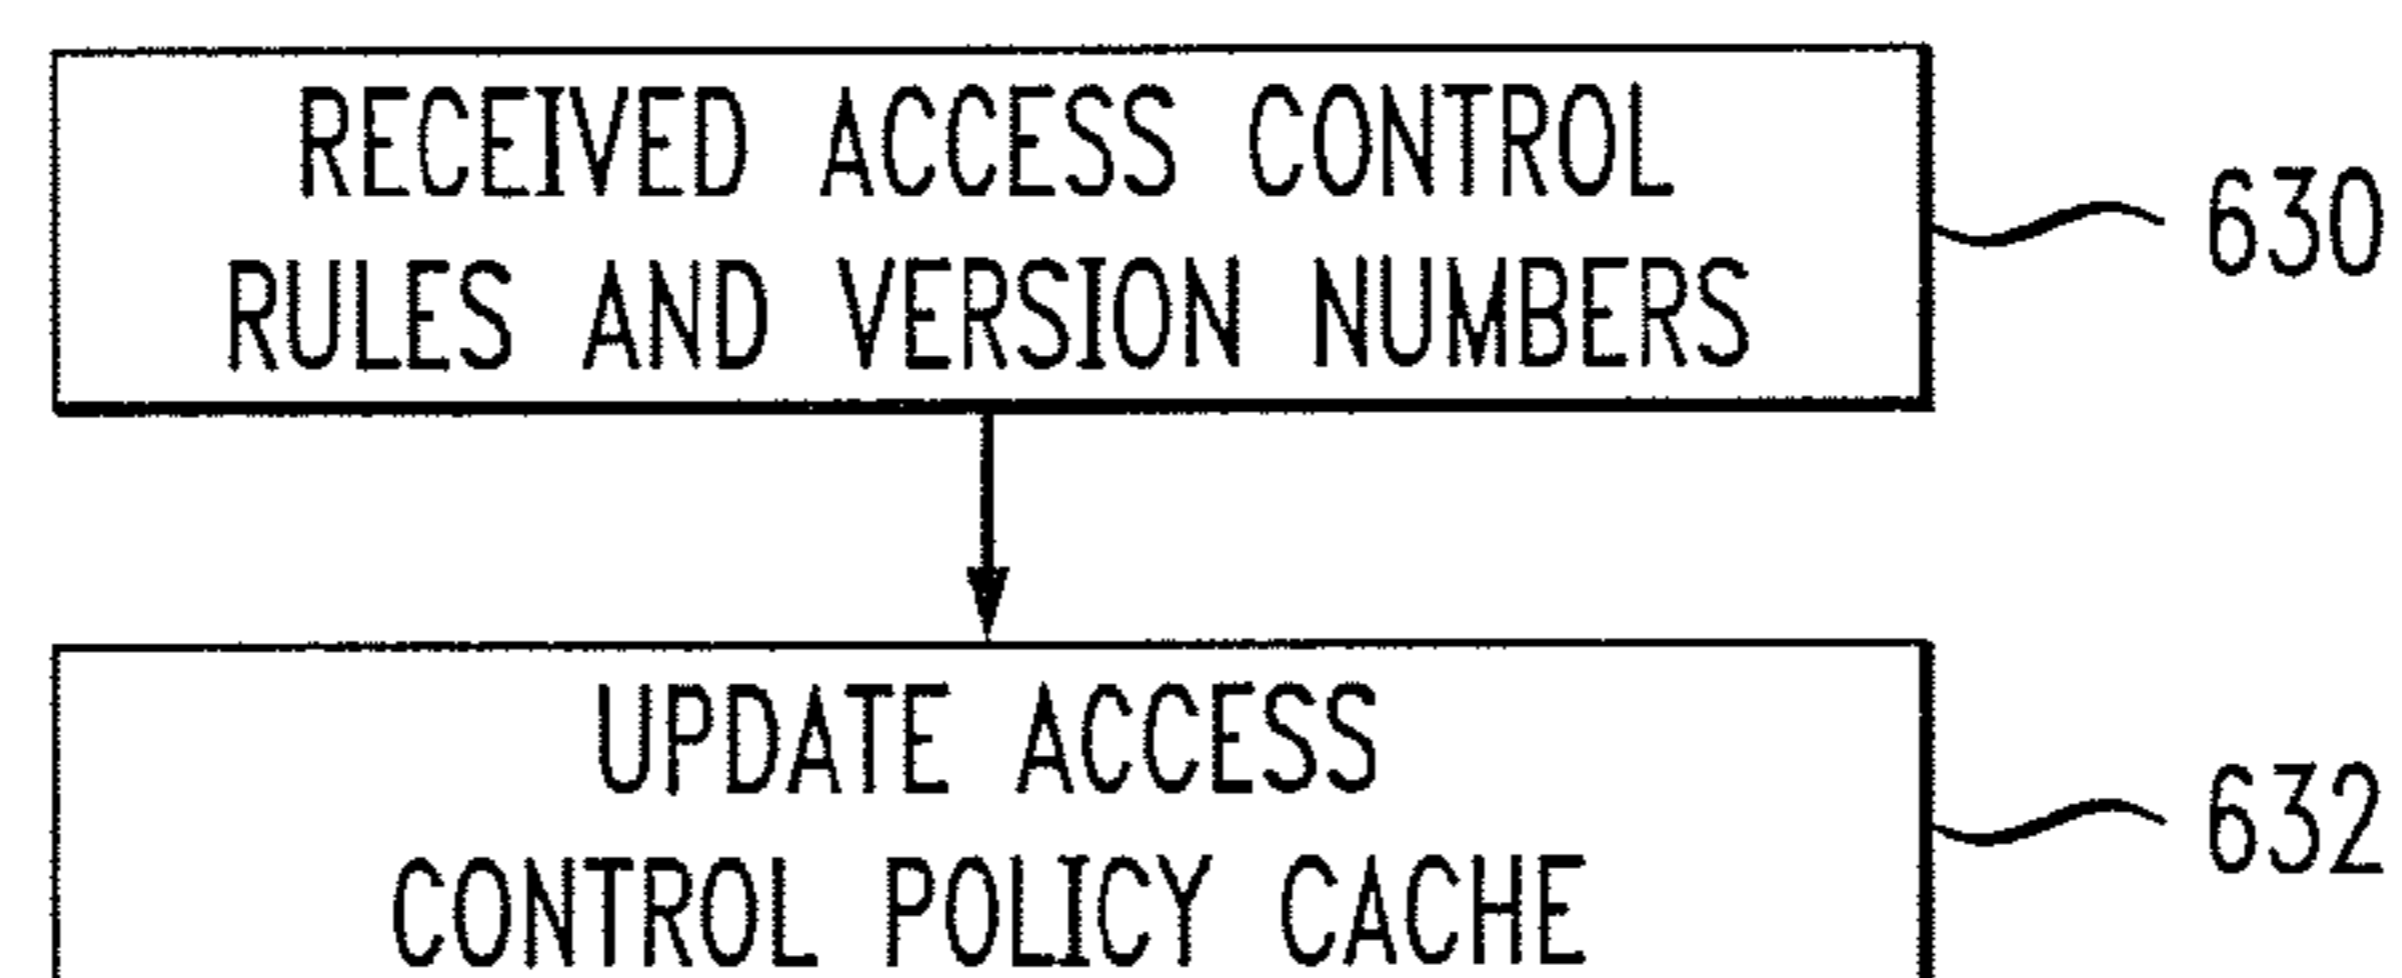 RECEIVED ACCESS CONTROL
RULES AND VERSION NUMBERS
630
UPDATE ACCESS
CONTROL POLICY CACHE
632